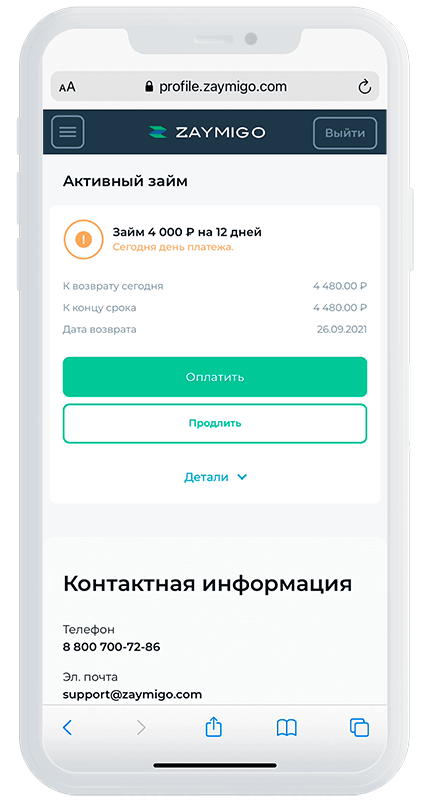 AA profile.zaymigo.com
ZAYMIGO Выйти
Активный займ
Займ 4 000 ₽ на 12 дней
Сегодня день платежа.
К возврату сегодня 4 480.00 ₽
К концу срока 4 480.00 ₽
Дата возврата 26.09.2021
Оплатить
Продлить
Детали
Контактная информация
Телефон
8 800 700-72-86
Эл. почта
support@zaymigo.com